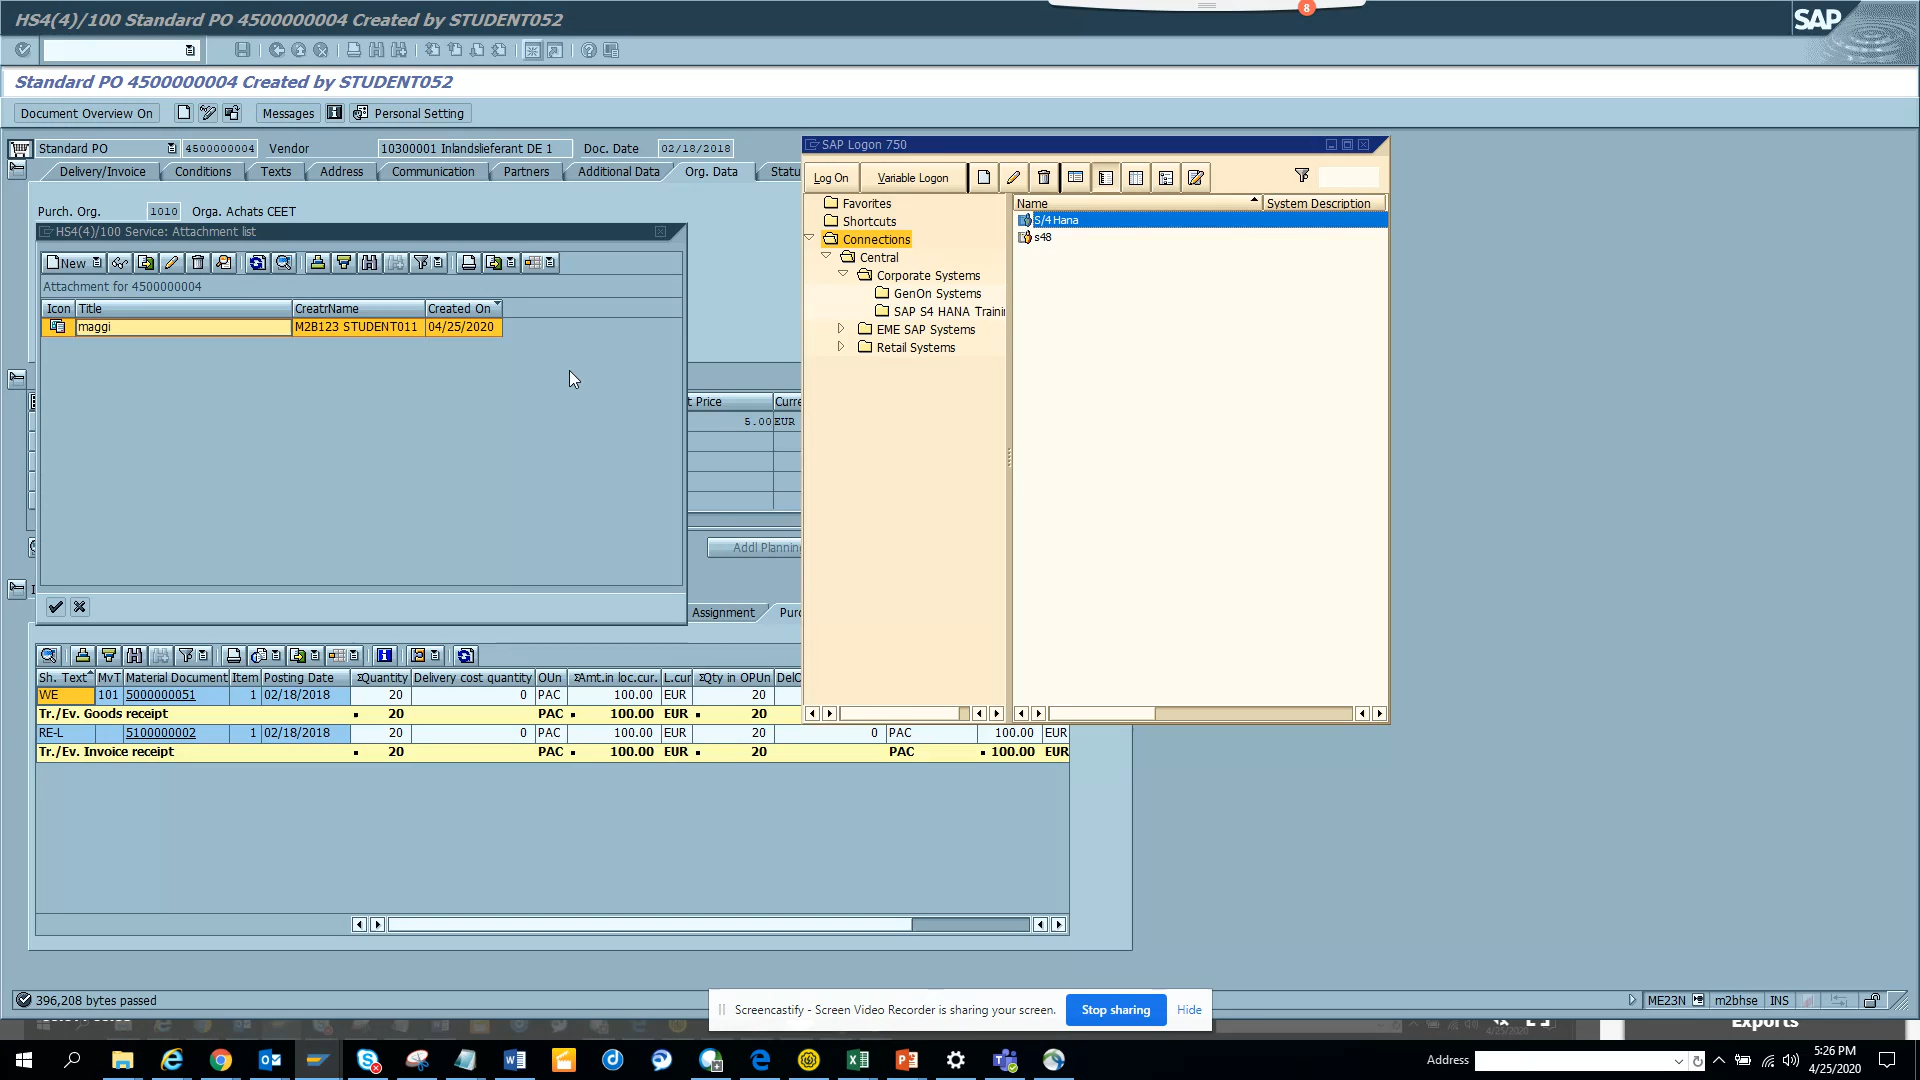 HS4(4)/100 Standard PO 4500000004 Created by STUDENT052
8
SAP
Standard PO 4500000004 Created by STUDENT052
Document Overview On Messages Personal Setting
Standard PO 4500000004 Vendor 10300001 Inlandslieferant DE 1 Doc. Date 02/18/2018
Delivery/Invoice Conditions Texts Address Communication Partners Additional Data Org. Data Statu
Purch. Org. 1010 Orga. Achats CEET
HS4(4)/100 Service: Attachment list
New
Attachment for 4500000004
Icon Title CreatrName Created On
maggi M2B123 STUDENT011 04/25/2020
t Price Curre
5.00 EUR
Addl Planning
Assignment Purc
SAP Logon 750
Log On Variable Logon
Favorites
Shortcuts
Connections
Central
Corporate Systems
GenOn Systems
SAP S4 HANA Traini
EME SAP Systems
Retail Systems
Name System Description
S/4 Hana
s48
Sh. Text MvT Material Document Item Posting Date ΣQuantity Delivery cost quantity OUn ΣAmt.in loc.cur. L.cur ΣQty in OPUn DelC
WE 101 5000000051 1 02/18/2018 20 0 PAC 100.00 EUR 20
Tr./Ev. Goods receipt ▪ 20 PAC ▪ 100.00 EUR ▪ 20
RE-L 5100000002 1 02/18/2018 20 0 PAC 100.00 EUR 20 0 PAC 100.00 EUR
Tr./Ev. Invoice receipt ▪ 20 PAC ▪ 100.00 EUR ▪ 20 PAC ▪ 100.00 EUR
396,208 bytes passed
ME23N m2bhse INS
Screencastify - Screen Video Recorder is sharing your screen. Stop sharing Hide
4/25/2020
Exports
Address
5:26 PM
4/25/2020